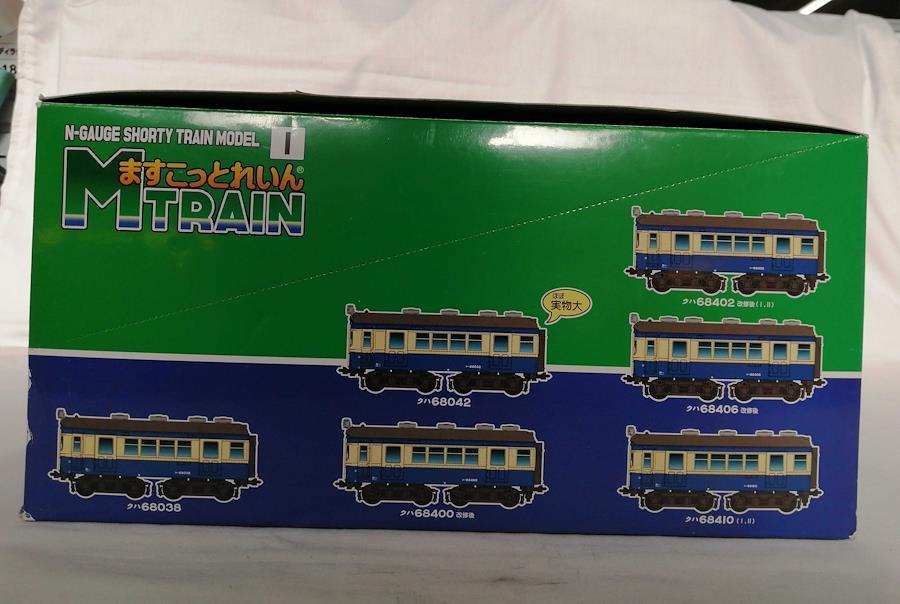 N-GAUGE SHORTY TRAIN MODEL I
ますこっとれいん®
MTRAIN
ほぼ
実物大
クハ68402 改修後(I,II)
クハ68042
クハ68406 改修後
クハ68038
クハ68400 改修後
クハ68410 (I,II)